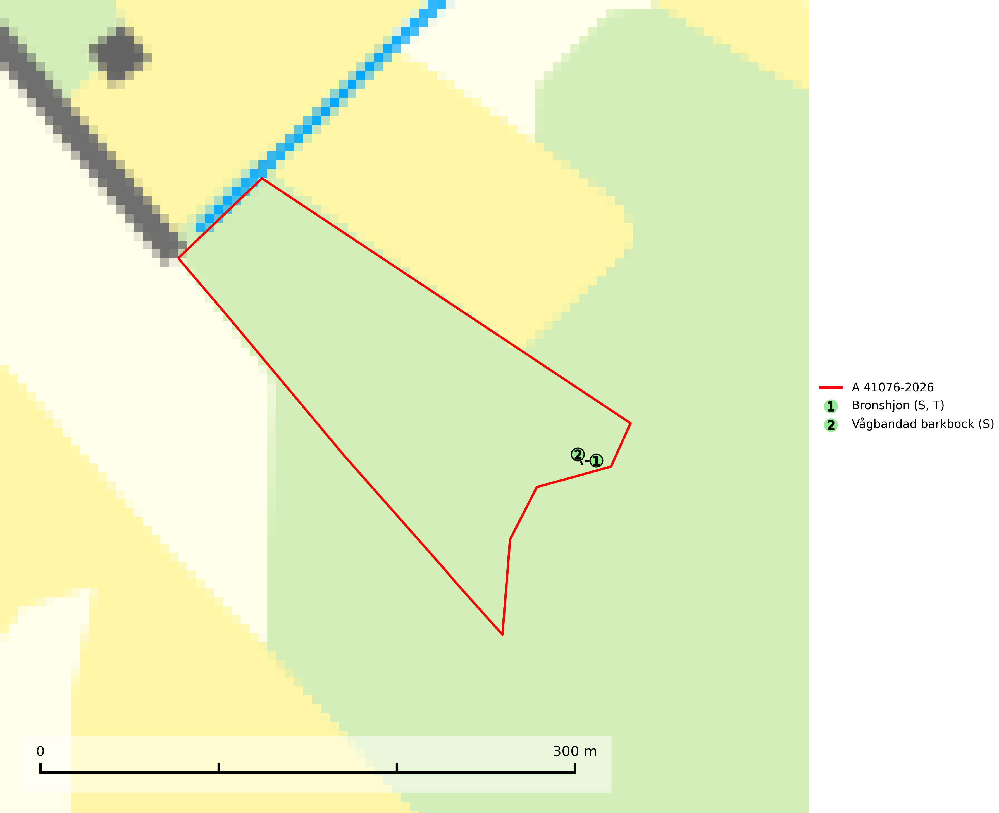 A 41076-2026
1 Bronshjon (S, T)
2 Vågbandad barkbock (S)
2 1
0 300 m